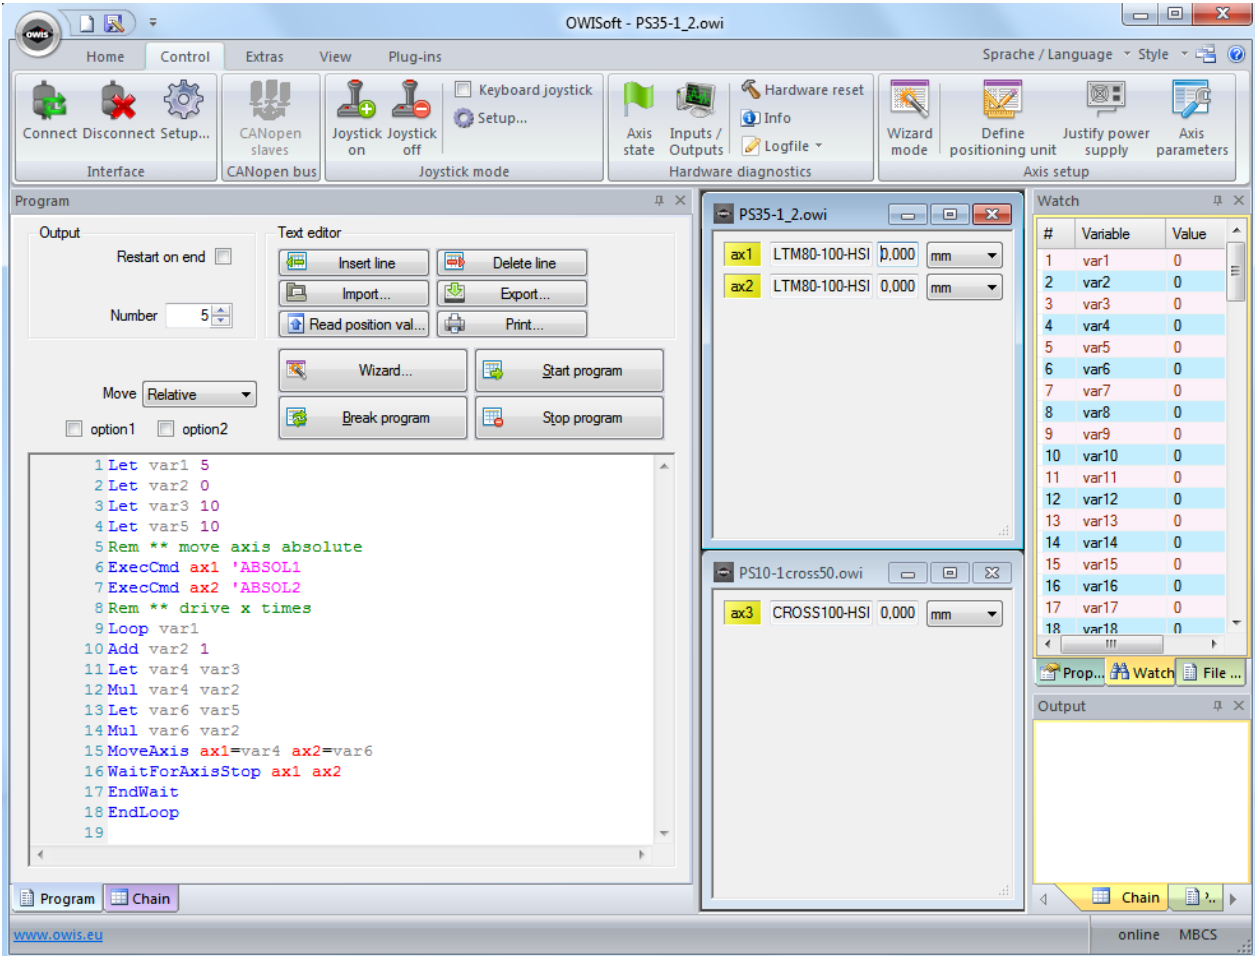 owis
OWISoft - PS35-1_2.owi
Home Control Extras View Plug-ins
Sprache / Language Style
Connect Disconnect Setup...
Interface
CANopen slaves
CANopen bus
Joystick on
Joystick off
Keyboard joystick
Setup...
Joystick mode
Axis state
Inputs / Outputs
Hardware reset
Info
Logfile
Hardware diagnostics
Wizard mode
Define positioning unit
Justify power supply
Axis parameters
Axis setup
Program
Output
Restart on end
Number 5
Move Relative
option1 option2
Text editor
Insert line Delete line
Import... Export...
Read position val... Print...
Wizard... Start program
Break program Stop program
1 Let var1 5
2 Let var2 0
3 Let var3 10
4 Let var5 10
5 Rem ** move axis absolute
6 ExecCmd ax1 'ABSOL1
7 ExecCmd ax2 'ABSOL2
8 Rem ** drive x times
9 Loop var1
10 Add var2 1
11 Let var4 var3
12 Mul var4 var2
13 Let var6 var5
14 Mul var6 var2
15 MoveAxis ax1=var4 ax2=var6
16 WaitForAxisStop ax1 ax2
17 EndWait
18 EndLoop
19
Program Chain
PS35-1_2.owi
ax1 LTM80-100-HSI 0,000 mm
ax2 LTM80-100-HSI 0,000 mm
PS10-1cross50.owi
ax3 CROSS100-HSI 0,000 mm
Watch
# Variable Value
1 var1 0
2 var2 0
3 var3 0
4 var4 0
5 var5 0
6 var6 0
7 var7 0
8 var8 0
9 var9 0
10 var10 0
11 var11 0
12 var12 0
13 var13 0
14 var14 0
15 var15 0
16 var16 0
17 var17 0
18 var18 0
Prop... Watch File ...
Output
Chain
www.owis.eu
online MBCS